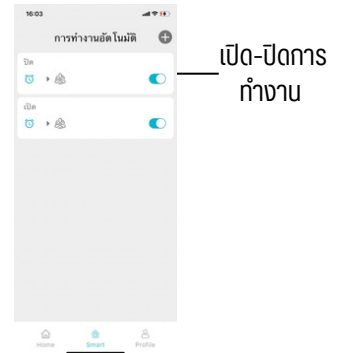 16:03
การทำงานอัตโนมัติ
ปิด
เปิด
เปิด-ปิดการ
ทำงาน
Home Smart Profile